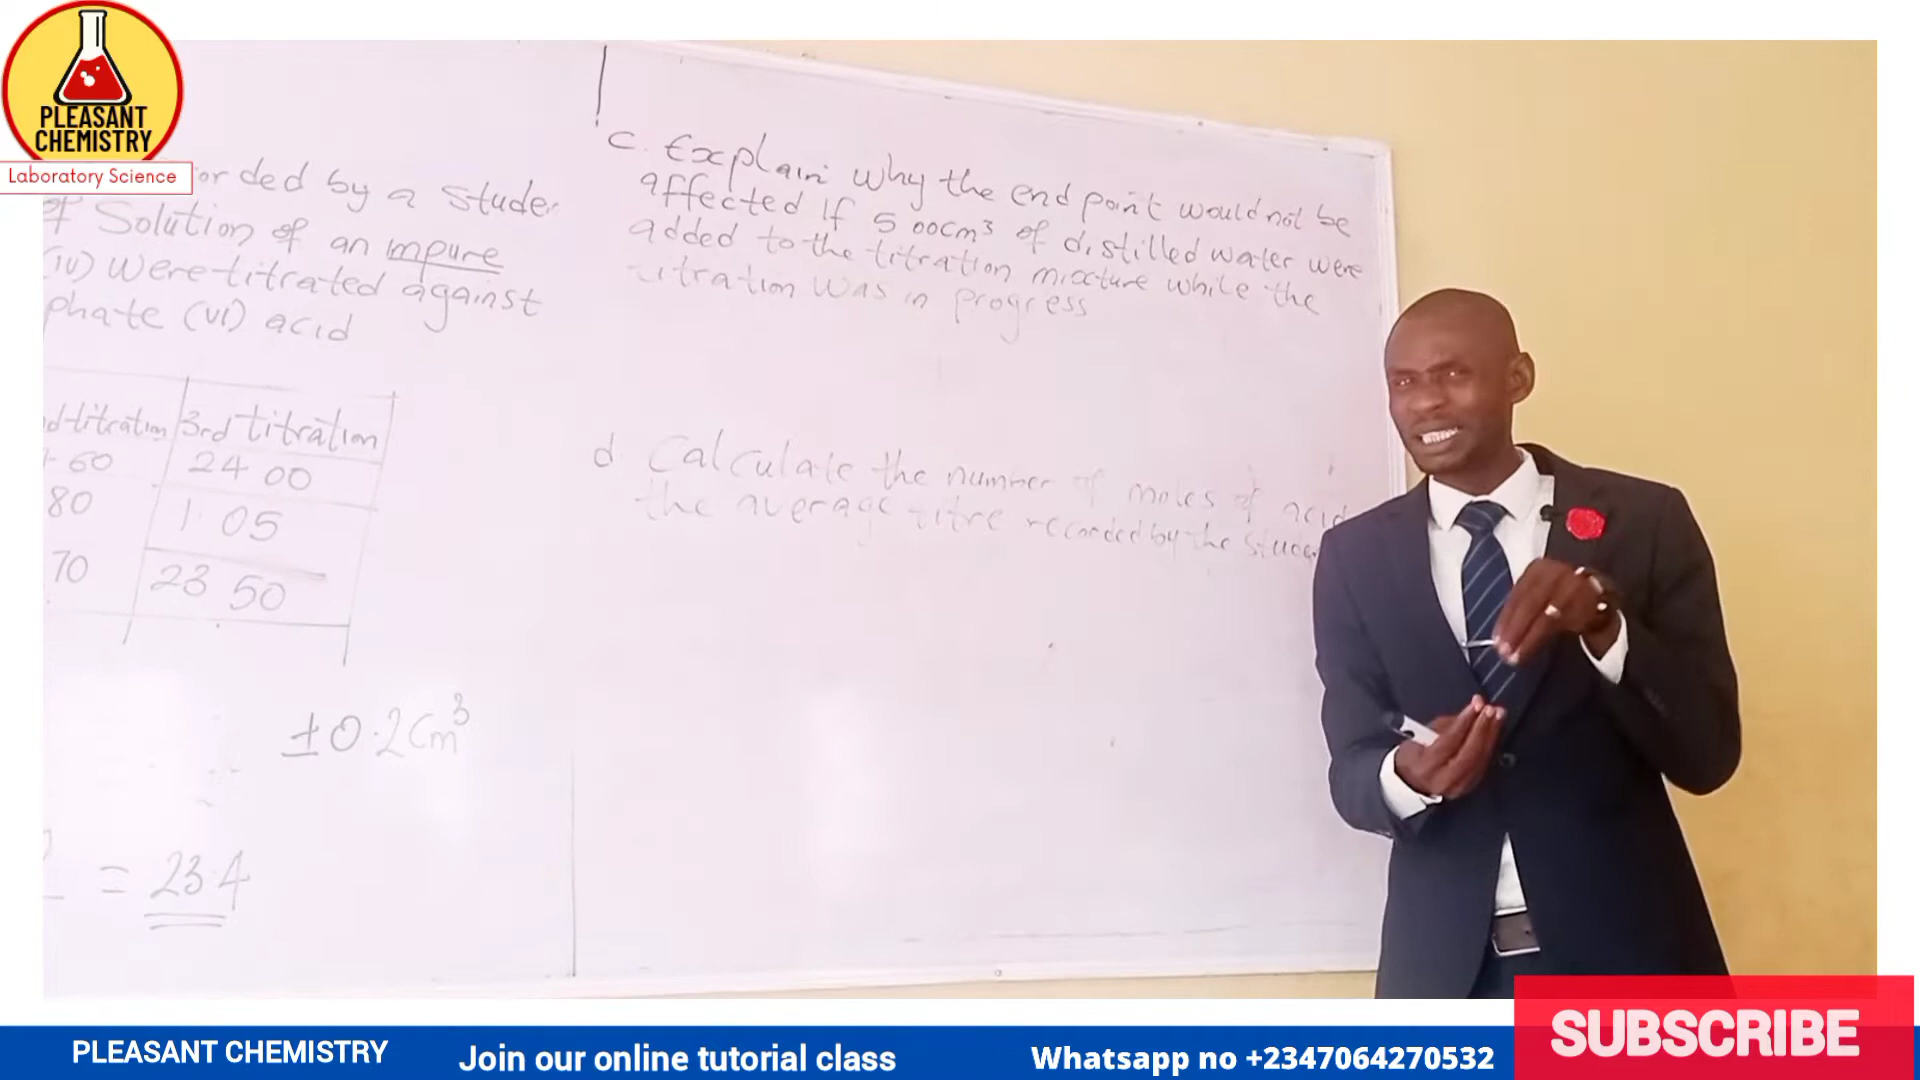 PLEASANT
CHEMISTRY
Laboratory Science
orded by a studen
of Solution of an impure
(iv) were titrated against
phate (VI) acid
d titration 3rd titration
60 24 00
80 1.05
70 23 50
±0.2cm³
= 23.4
c. Explain why the end point would not be
affected if 5 00cm³ of distilled water were
added to the titration mixture while the
titration was in progress
d. Calculate the number of moles of acid
the average titre recorded by the studen
PLEASANT CHEMISTRY
Join our online tutorial class
Whatsapp no +2347064270532
SUBSCRIBE